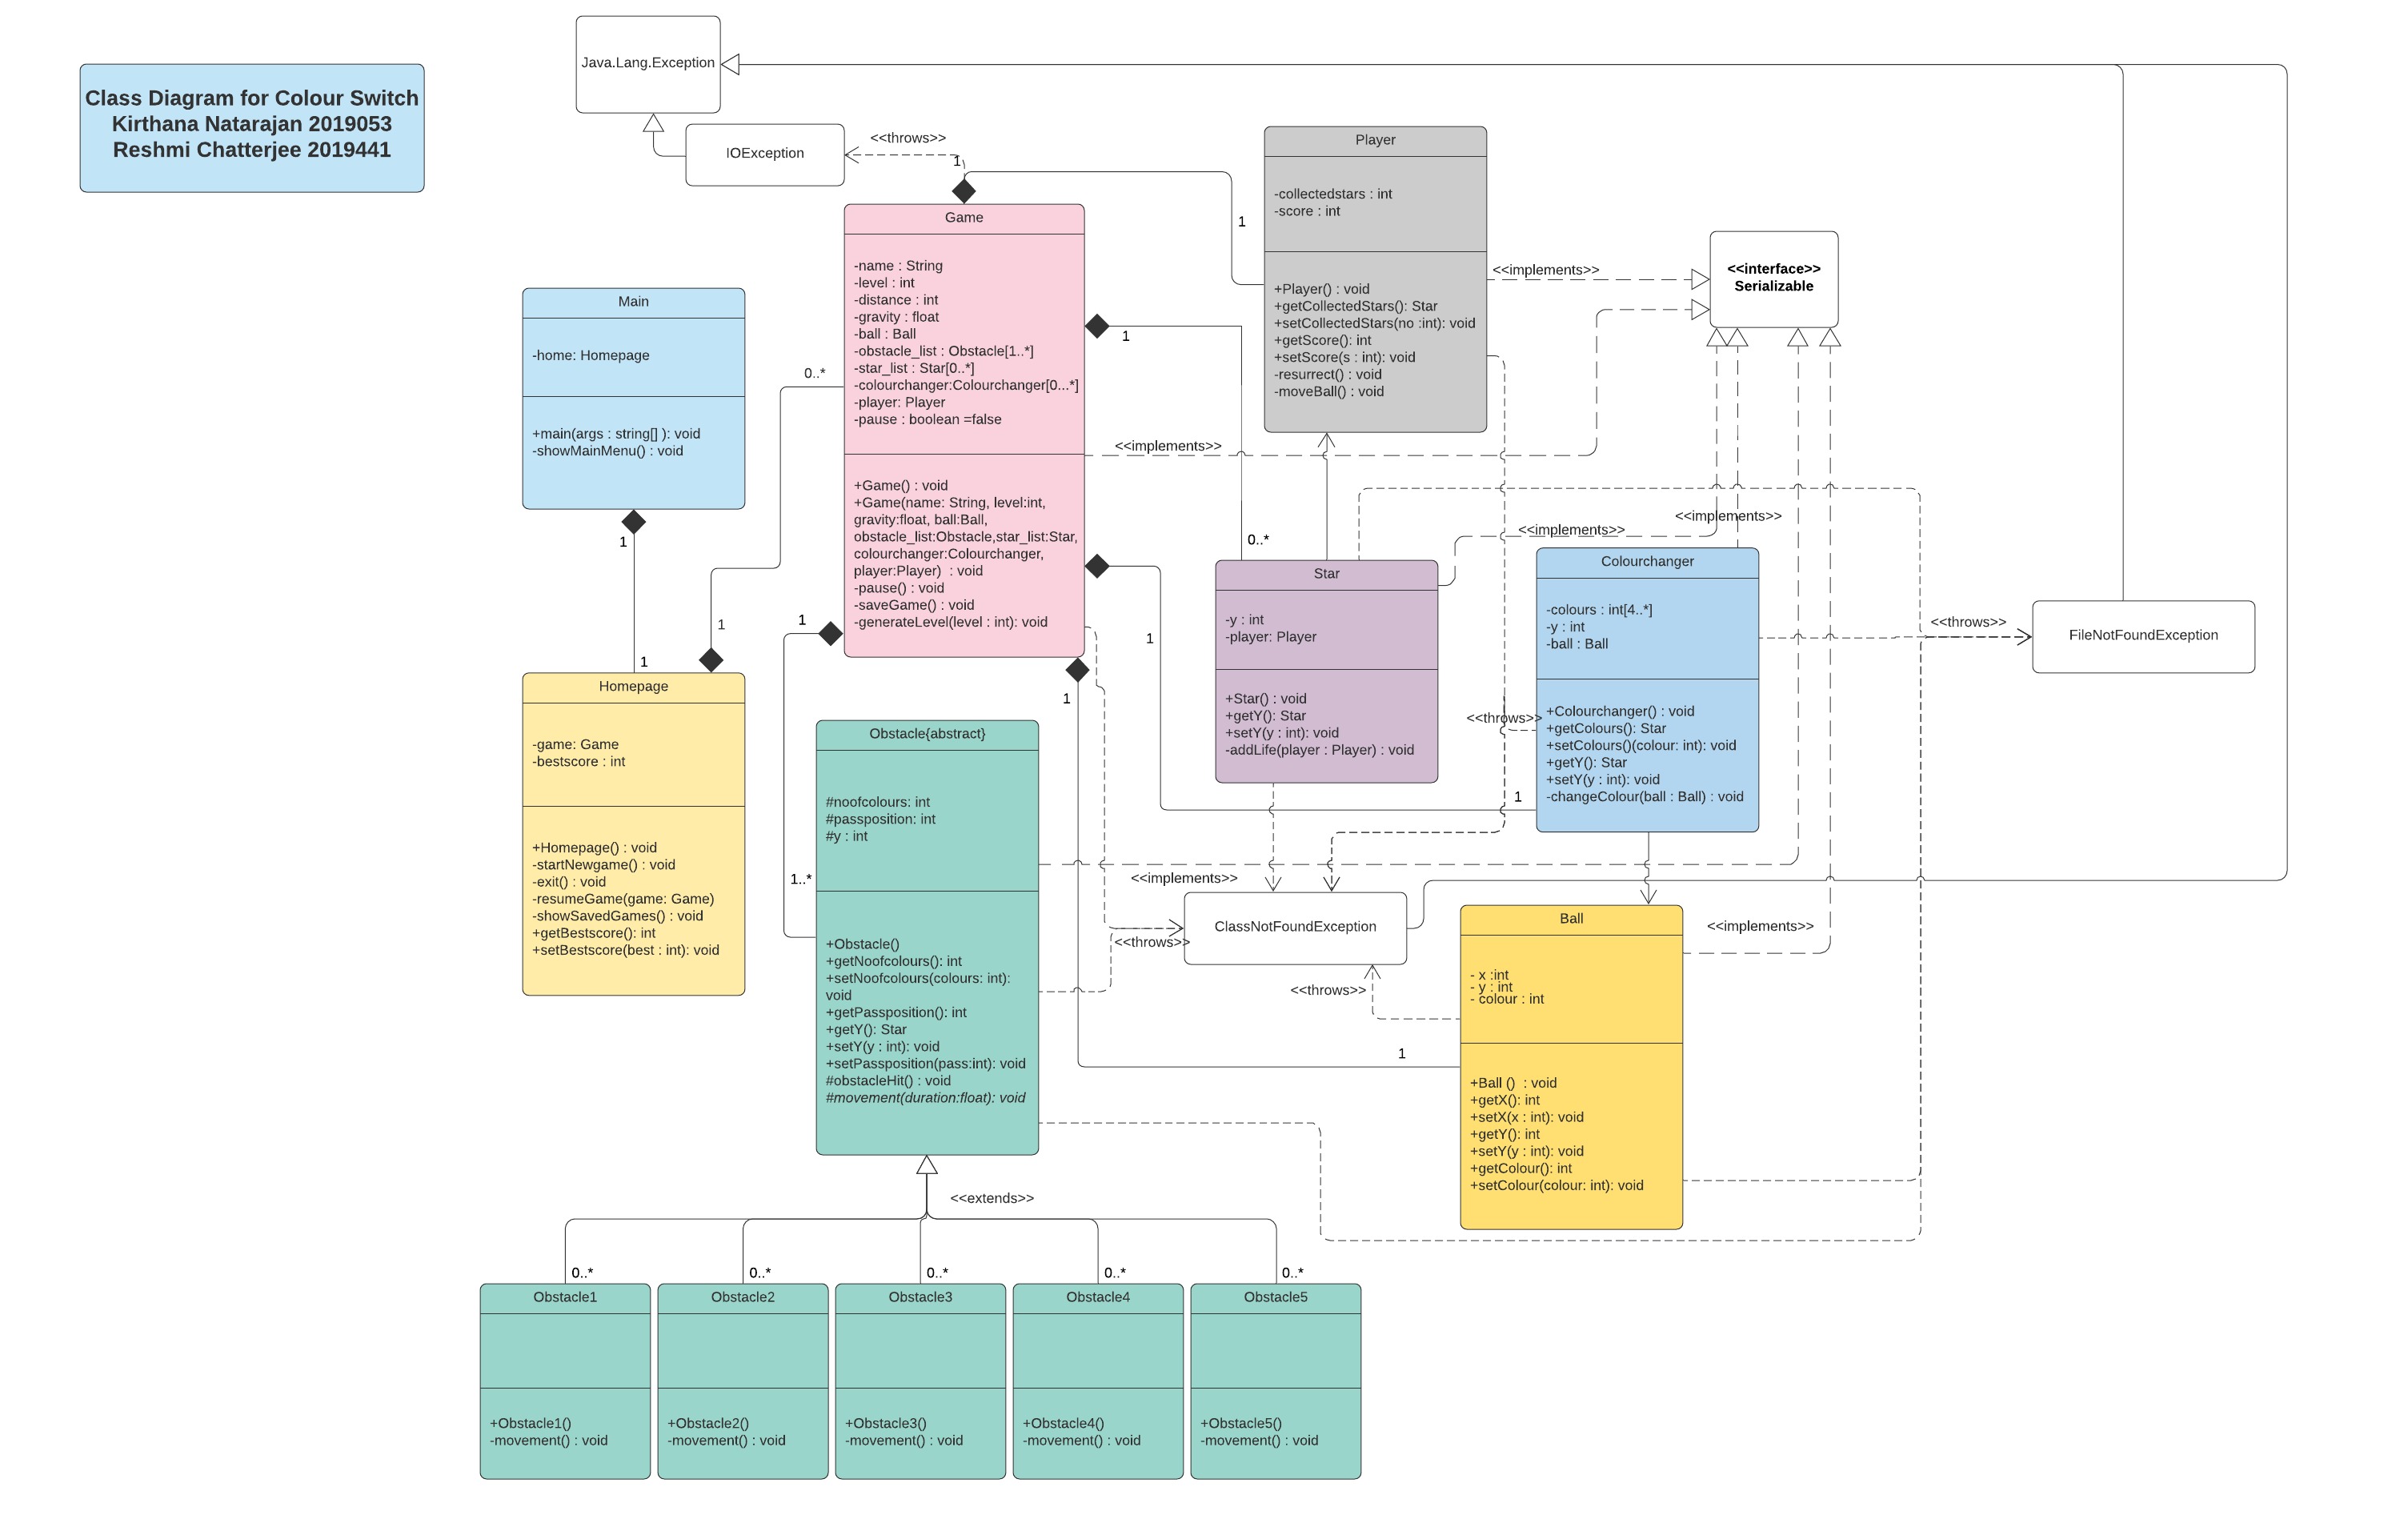 Class Diagram for Colour Switch
Kirthana Natarajan 2019053
Reshmi Chatterjee 2019441
Java.Lang.Exception
IOException
<<throws>>
1
1
Player
-collectedstars : int
-score : int
+Player() : void
+getCollectedStars(): Star
+setCollectedStars(no :int): void
+getScore(): int
+setScore(s : int): void
-resurrect() : void
-moveBall() : void
<<implements>>
<<interface>>
Serializable
Game
-name : String
-level : int
-distance : int
-gravity : float
-ball : Ball
-obstacle_list : Obstacle[1..*]
-star_list : Star[0..*]
-colourchanger:Colourchanger[0...*]
-player: Player
-pause : boolean =false
+Game() : void
+Game(name: String, level:int,
gravity:float, ball:Ball,
obstacle_list:Obstacle,star_list:Star,
colourchanger:Colourchanger,
player:Player)  : void
-pause() : void
-saveGame() : void
-generateLevel(level : int): void
1
<<implements>>
0..*
1
1
1
0..*
Main
-home: Homepage
+main(args : string[] ): void
-showMainMenu() : void
1
1
1
Homepage
-game: Game
-bestscore : int
+Homepage() : void
-startNewgame() : void
-exit() : void
-resumeGame(game: Game)
-showSavedGames() : void
+getBestscore(): int
+setBestscore(best : int): void
Star
-y : int
-player: Player
+Star() : void
+getY(): Star
+setY(y : int): void
-addLife(player : Player) : void
<<implements>>
<<implements>>
Colourchanger
-colours : int[4..*]
-y : int
-ball : Ball
+Colourchanger() : void
+getColours(): Star
+setColours()(colour: int): void
+getY(): Star
+setY(y : int): void
-changeColour(ball : Ball) : void
<<throws>>
1
<<throws>>
FileNotFoundException
Obstacle{abstract}
#noofcolours: int
#passposition: int
#y : int
+Obstacle()
+getNoofcolours(): int
+setNoofcolours(colours: int):
void
+getPassposition(): int
+getY(): Star
+setY(y : int): void
+setPassposition(pass:int): void
#obstacleHit() : void
#movement(duration:float): void
1..*
<<implements>>
ClassNotFoundException
<<throws>>
<<throws>>
1
Ball
- x :int
- y : int
- colour : int
+Ball ()  : void
+getX(): int
+setX(x : int): void
+getY(): int
+setY(y : int): void
+getColour(): int
+setColour(colour: int): void
<<implements>>
<<extends>>
0..*
0..*
0..*
0..*
0..*
Obstacle1
+Obstacle1()
-movement() : void
Obstacle2
+Obstacle2()
-movement() : void
Obstacle3
+Obstacle3()
-movement() : void
Obstacle4
+Obstacle4()
-movement() : void
Obstacle5
+Obstacle5()
-movement() : void